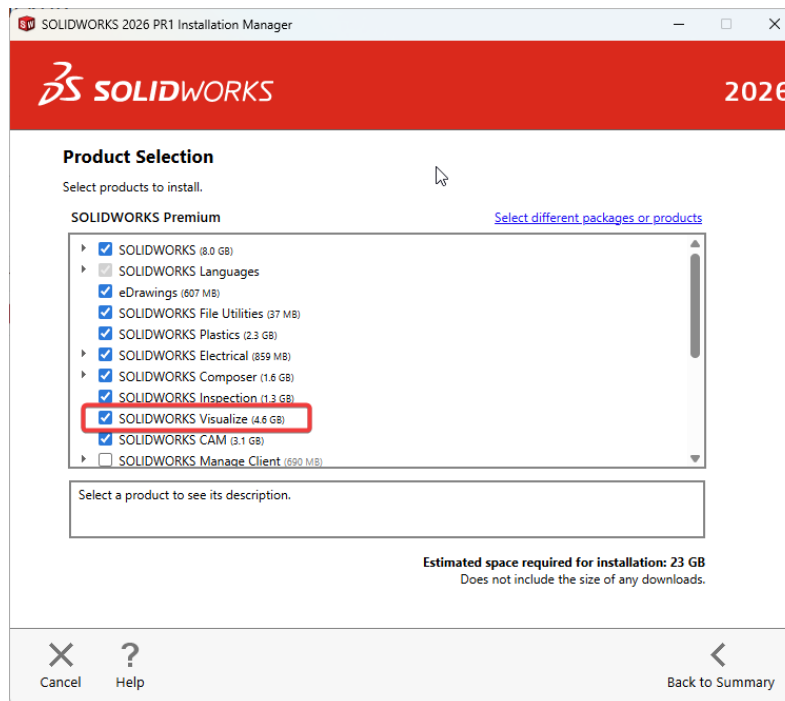 SOLIDWORKS 2026 PR1 Installation Manager
SOLIDWORKS
2026
Product Selection
Select products to install.
SOLIDWORKS Premium
Select different packages or products
SOLIDWORKS (8.0 GB)
SOLIDWORKS Languages
eDrawings (607 MB)
SOLIDWORKS File Utilities (37 MB)
SOLIDWORKS Plastics (2.3 GB)
SOLIDWORKS Electrical (859 MB)
SOLIDWORKS Composer (1.6 GB)
SOLIDWORKS Inspection (1.3 GB)
SOLIDWORKS Visualize (4.6 GB)
SOLIDWORKS CAM (3.1 GB)
SOLIDWORKS Manage Client (690 MB)
Select a product to see its description.
Estimated space required for installation: 23 GB
Does not include the size of any downloads.
Cancel
Help
Back to Summary